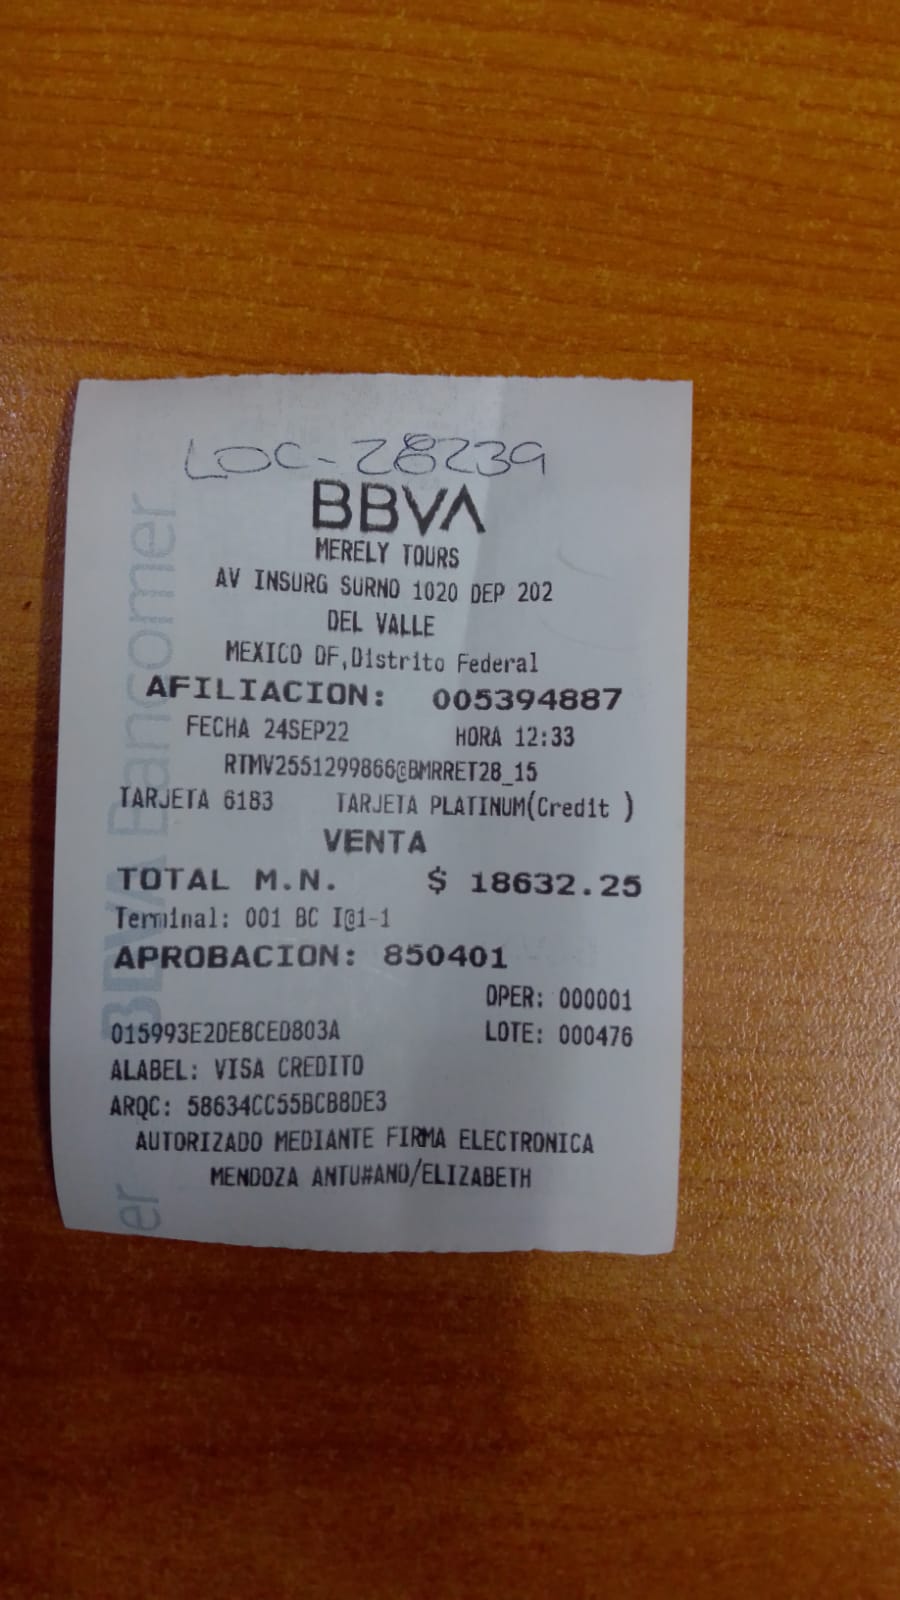 LOC-28239
BBVA
MERELY TOURS
AV INSURG SURNO 1020 DEP 202
DEL VALLE
MEXICO DF,Distrito Federal
AFILIACION: 005394887
FECHA 24SEP22 HORA 12:33
RTMV2551299866@BMRRET28_15
TARJETA 6183 TARJETA PLATINUM(Credit )
VENTA
TOTAL M.N. $ 18632.25
Terminal: 001 BC I@1-1
APROBACION: 850401
OPER: 000001
015993E2DE8CED803A LOTE: 000476
ALABEL: VISA CREDITO
ARQC: 58634CC55BCB8DE3
AUTORIZADO MEDIANTE FIRMA ELECTRONICA
MENDOZA ANTU#ANO/ELIZABETH
BBVA Bancomer
er